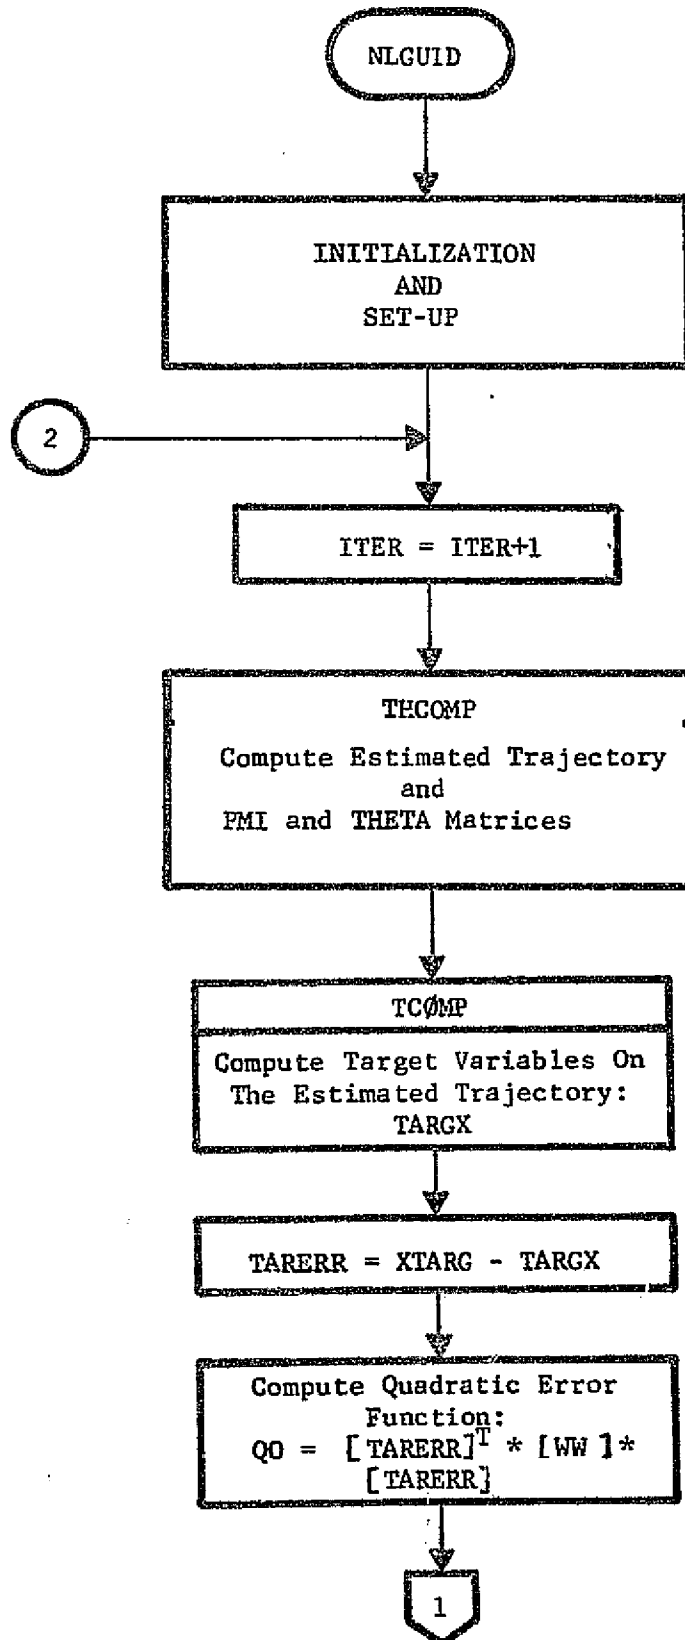 NLGUID
INITIALIZATION
AND
SET-UP
2
ITER = ITER+1
THCOMP
Compute Estimated Trajectory
and
PMI and THETA Matrices
TCØMP
Compute Target Variables On
The Estimated Trajectory:
TARGX
TARERR = XTARG - TARGX
Compute Quadratic Error
Function:
QO = [TARERR]ᵀ * [WW]*
[TARERR]
1